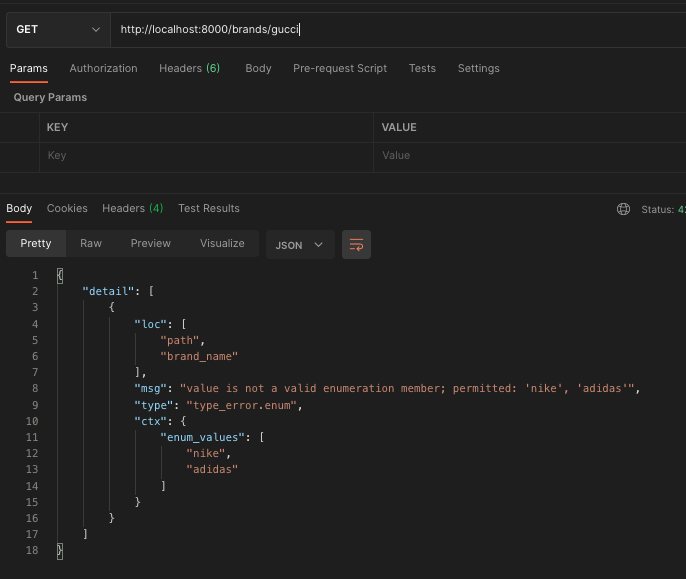 GET http://localhost:8000/brands/gucci
Params Authorization Headers (6) Body Pre-request Script Tests Settings
Query Params
KEY VALUE
Key Value
Body Cookies Headers (4) Test Results Status:
Pretty Raw Preview Visualize JSON
1 {
2 "detail": [
3 {
4 "loc": [
5 "path",
6 "brand_name"
7 ],
8 "msg": "value is not a valid enumeration member; permitted: 'nike', 'adidas'",
9 "type": "type_error.enum",
10 "ctx": {
11 "enum_values": [
12 "nike",
13 "adidas"
14 ]
15 }
16 }
17 ]
18 }